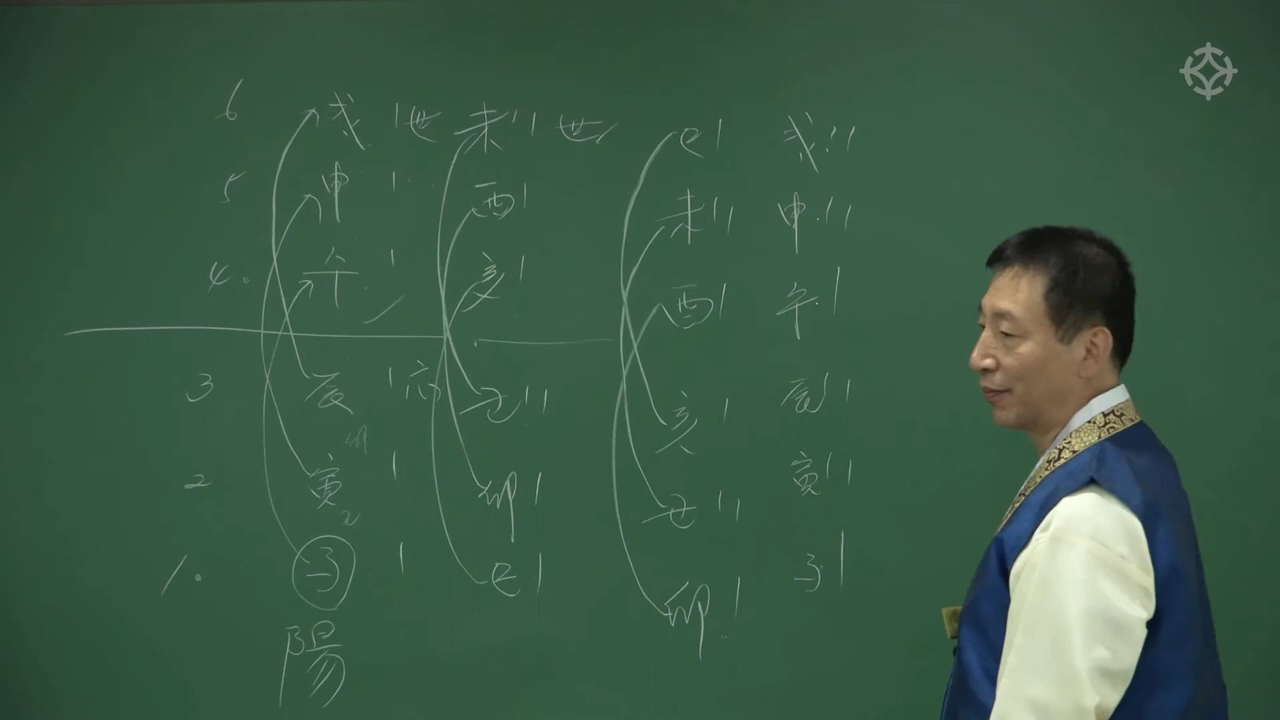 6 戌 | 世 未 || 世 巳 | 戌 ||
5 申 | 酉 | 未 || 申 ||
4. 午 | 亥 | 酉 | 午 |
3 辰 | 応 丑 || 亥 | 辰 ||
2 寅 | 卯 | 丑 || 寅 ||
1. 子 | 巳 | 卯 | 子 |
陽